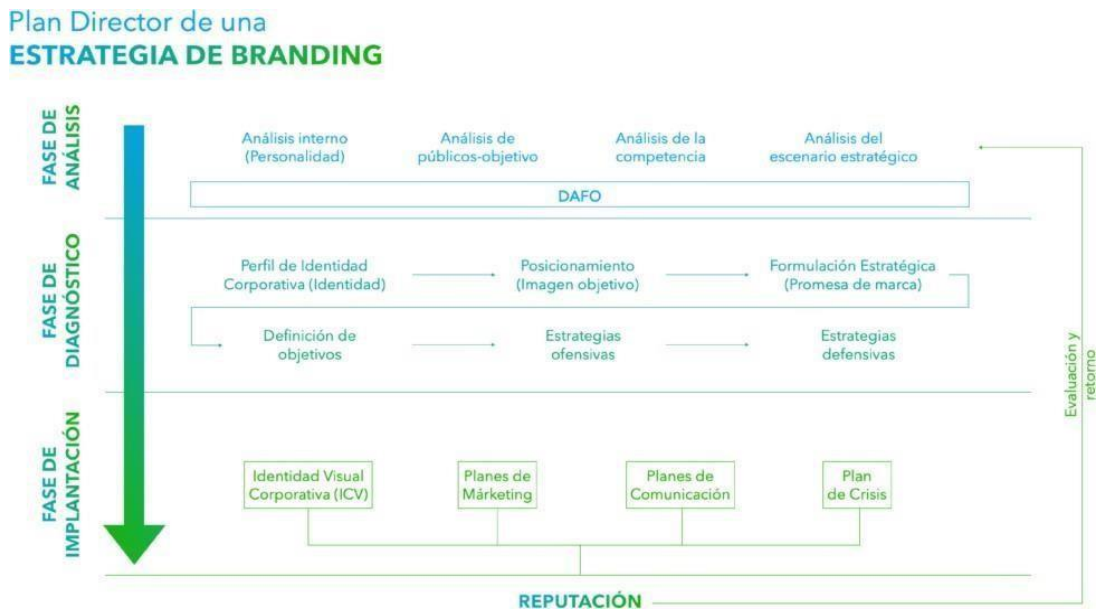 Plan Director de una
ESTRATEGIA DE BRANDING
FASE DE
ANÁLISIS
Análisis interno
(Personalidad)
Análisis de
públicos-objetivo
Análisis de la
competencia
Análisis del
escenario estratégico
DAFO
FASE DE
DIAGNÓSTICO
Perfil de Identidad
Corporativa (Identidad)
Posicionamiento
(Imagen objetivo)
Formulación Estratégica
(Promesa de marca)
Definición de
objetivos
Estrategias
ofensivas
Estrategias
defensivas
Evaluación y
retorno
FASE DE
IMPLANTACIÓN
Identidad Visual
Corporativa (ICV)
Planes de
Márketing
Planes de
Comunicación
Plan
de Crisis
REPUTACIÓN